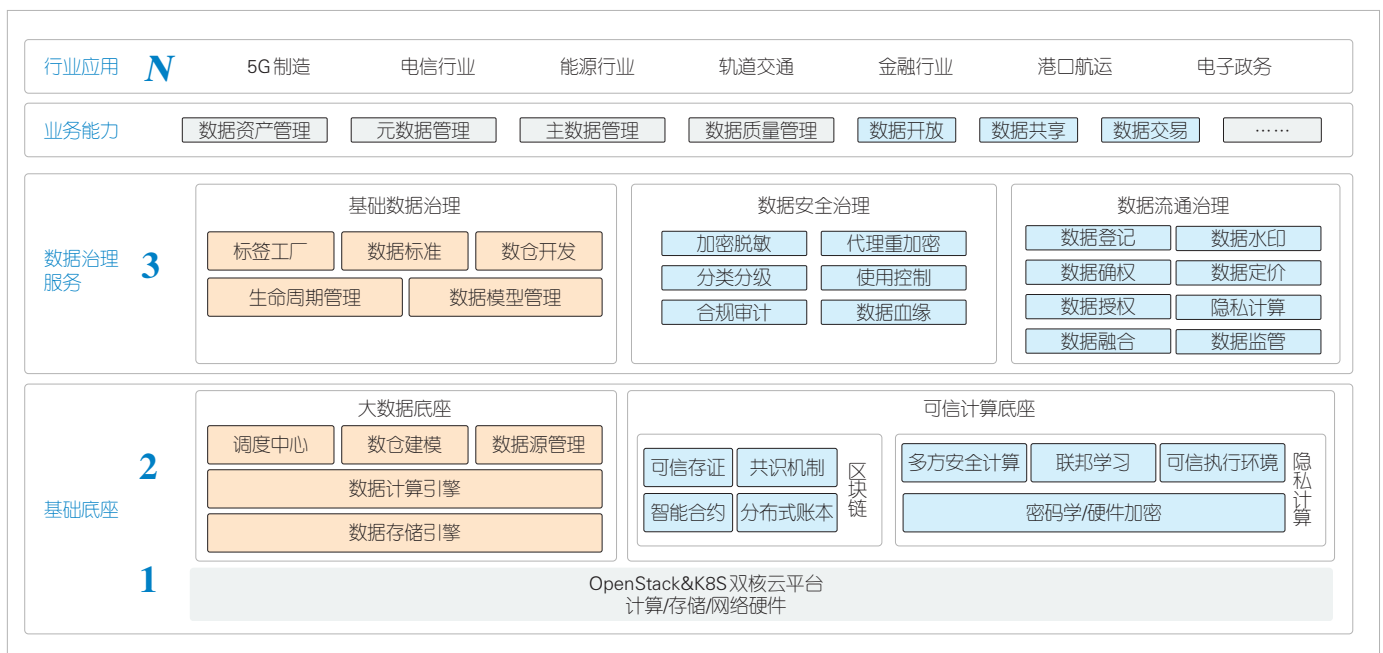 行业应用 N 5G制造 电信行业 能源行业 轨道交通 金融行业 港口航运 电子政务
业务能力 数据资产管理 元数据管理 主数据管理 数据质量管理 数据开放 数据共享 数据交易 ……
数据治理
服务
3
基础数据治理
标签工厂 数据标准 数仓开发
生命周期管理 数据模型管理
数据安全治理
加密脱敏 代理重加密
分类分级 使用控制
合规审计 数据血缘
数据流通治理
数据登记 数据水印
数据确权 数据定价
数据授权 隐私计算
数据融合 数据监管
基础底座
2
大数据底座
调度中心 数仓建模 数据源管理
数据计算引擎
数据存储引擎
可信计算底座
可信存证 共识机制
智能合约 分布式账本
区块链
多方安全计算 联邦学习 可信执行环境
密码学/硬件加密
隐私计算
1
OpenStack&K8S双核云平台
计算/存储/网络硬件